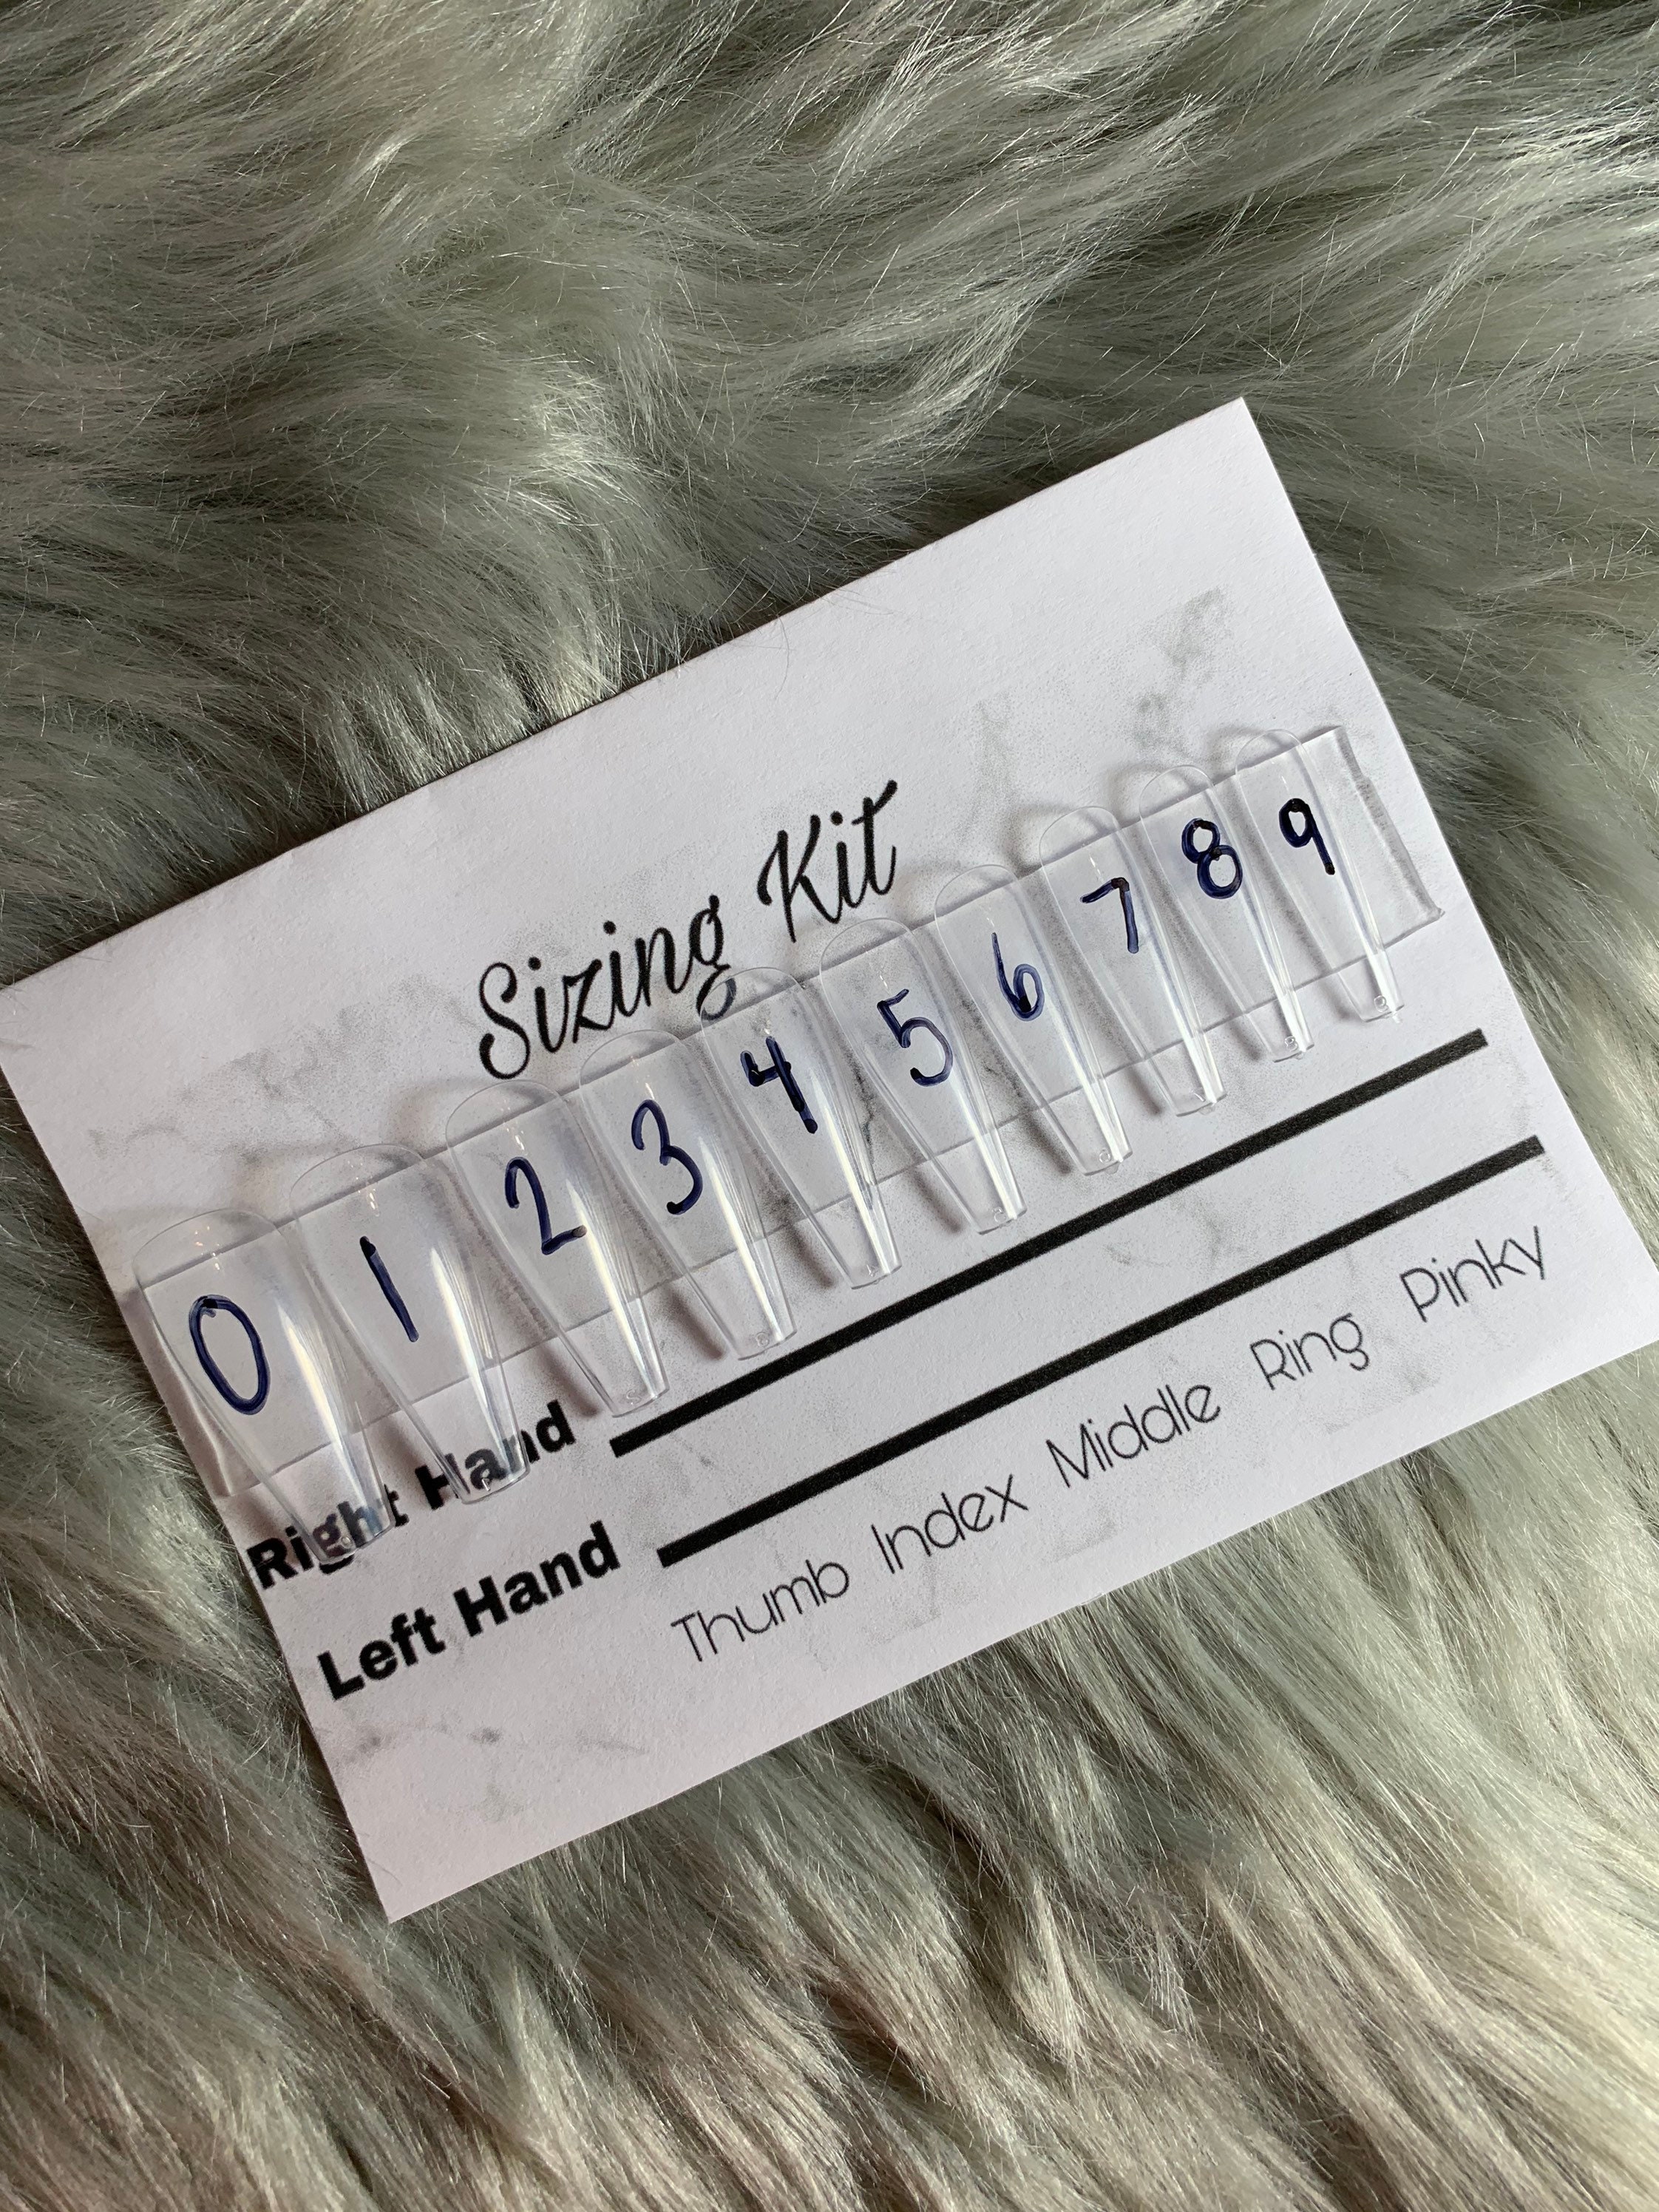 Sizing Kit
0 1 2 3 4 5 6 7 8 9
Right Hand
Left Hand
Thumb Index Middle Ring Pinky